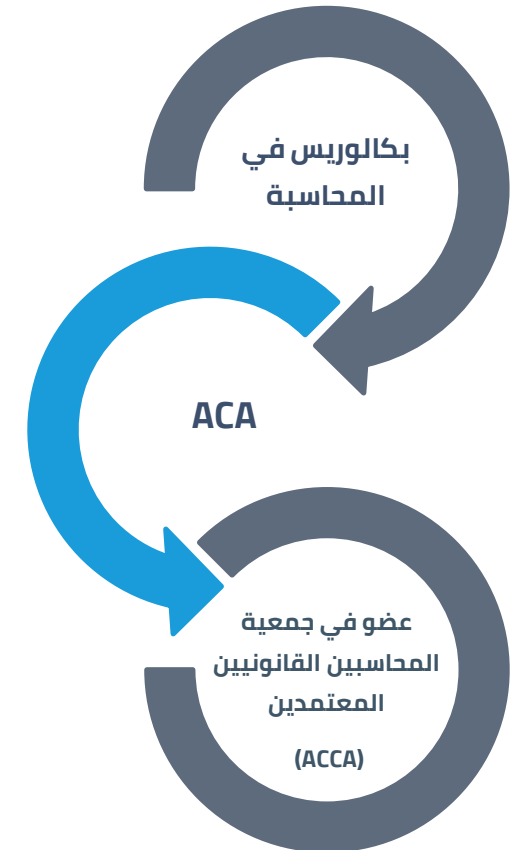 بكالوريس في
المحاسبة
ACA
عضو في جمعية
المحاسبين القانونيين
المعتمدين
(ACCA)